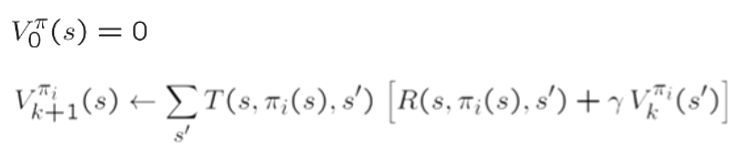 V_0^π(s) = 0
V_{k+1}^{π_i}(s) ← ∑_{s'} T(s, π_i(s), s') [R(s, π_i(s), s') + γ V_k^{π_i}(s')]